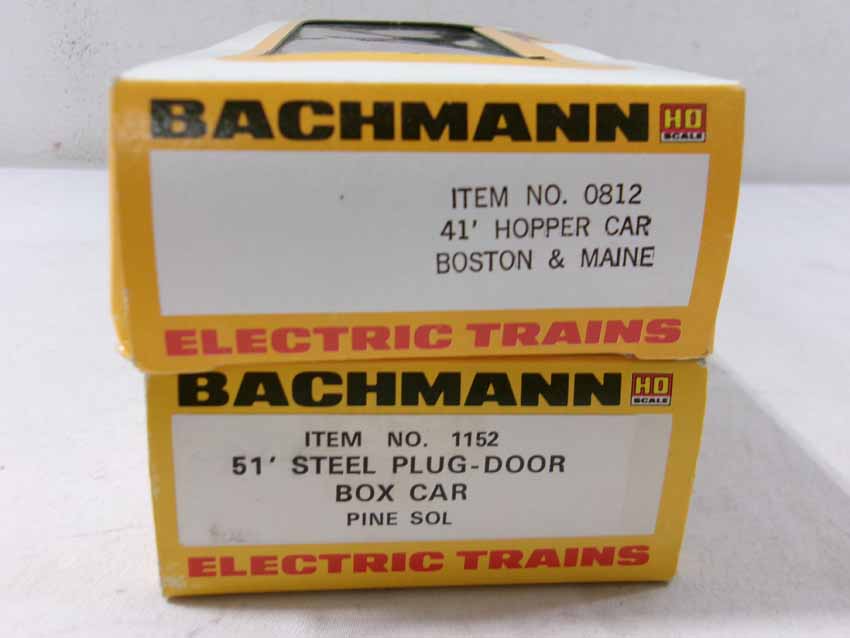 BACHMANN HO SCALE
ITEM NO. 0812
41' HOPPER CAR
BOSTON & MAINE
ELECTRIC TRAINS
BACHMANN HO SCALE
ITEM NO. 1152
51' STEEL PLUG-DOOR
BOX CAR
PINE SOL
ELECTRIC TRAINS